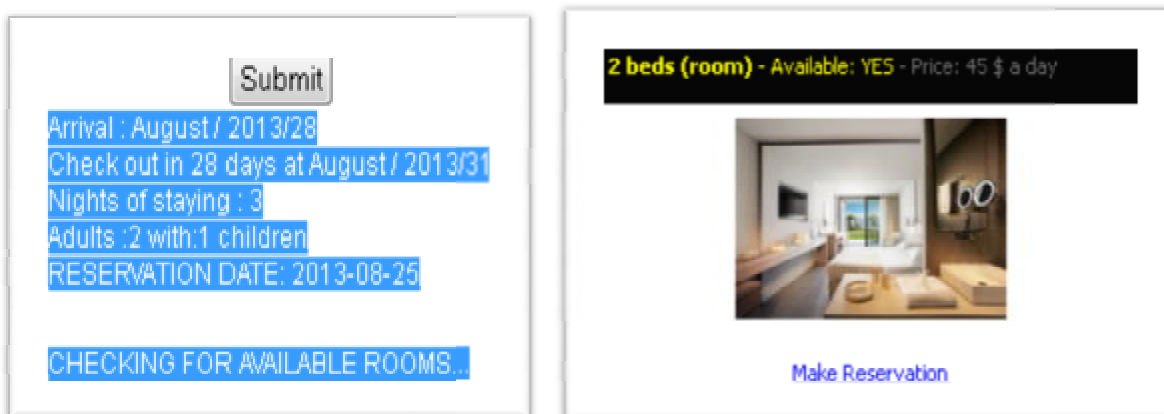 Submit
Arrival : August / 2013/28
Check out in 28 days at August / 2013/31
Nights of staying : 3
Adults :2 with:1 children
RESERVATION DATE: 2013-08-25
CHECKING FOR AVAILABLE ROOMS...
2 beds (room) - Available: YES - Price: 45 $ a day
Make Reservation